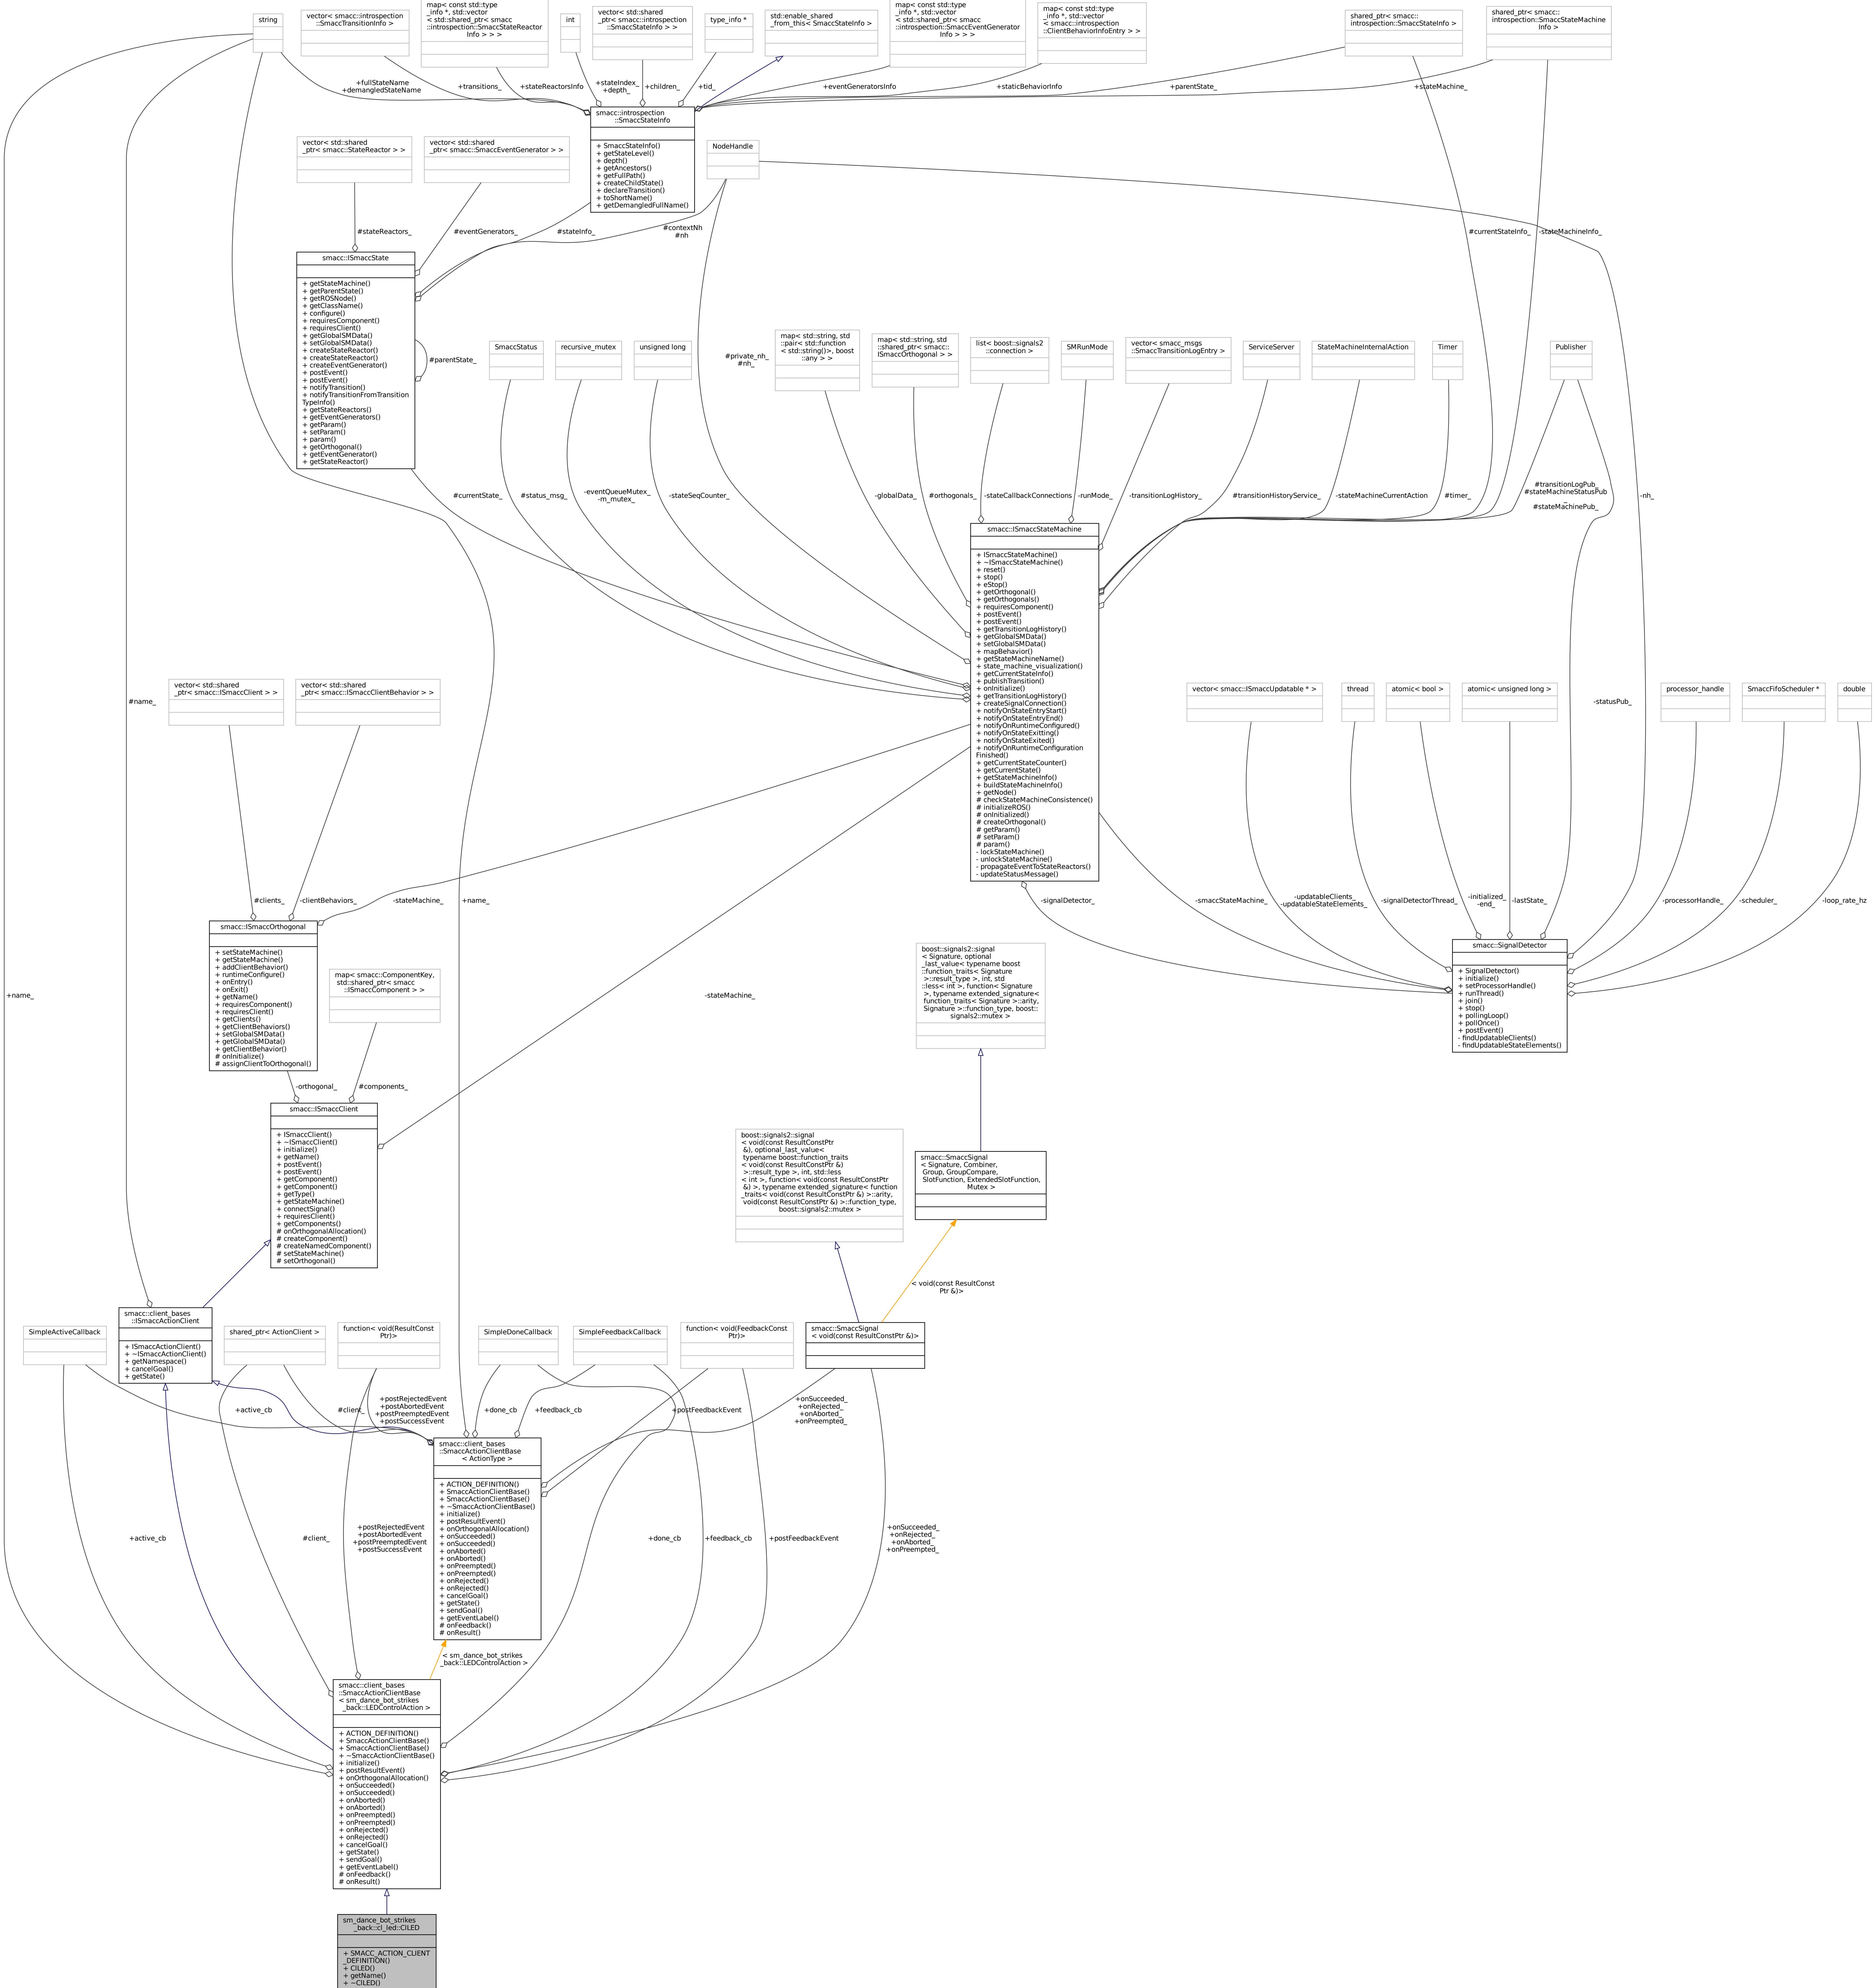 string
vector< smacc::introspection
::SmaccTransitionInfo >
map< const std::type
_info *, std::vector
< std::shared_ptr< smacc
::introspection::SmaccStateReactor
Info > > >
int
vector< std::shared
_ptr< smacc::introspection
::SmaccStateInfo > >
type_info *
std::enable_shared
_from_this< SmaccStateInfo >
map< const std::type
_info *, std::vector
< std::shared_ptr< smacc
::introspection::SmaccEventGenerator
Info > > >
map< const std::type
_info *, std::vector
< smacc::introspection
::ClientBehaviorInfoEntry > >
shared_ptr< smacc::
introspection::SmaccStateInfo >
shared_ptr< smacc::
introspection::SmaccStateMachine
Info >
+fullStateName
+demangledStateName
+transitions_
+stateReactorsInfo
+stateIndex_
+depth_
+children_
+tid_
+eventGeneratorsInfo
+staticBehaviorInfo
+parentState_
+stateMachine_
smacc::introspection
::SmaccStateInfo
+ SmaccStateInfo()
+ getStateLevel()
+ depth()
+ getAncestors()
+ getFullPath()
+ createChildState()
+ declareTransition()
+ toShortName()
+ getDemangledFullName()
vector< std::shared
_ptr< smacc::StateReactor > >
vector< std::shared
_ptr< smacc::SmaccEventGenerator > >
NodeHandle
#stateReactors_
#eventGenerators_
#stateInfo_
#contextNh
#nh
#currentStateInfo_
-stateMachineInfo_
smacc::ISmaccState
+ getStateMachine()
+ getParentState()
+ getROSNode()
+ getClassName()
+ configure()
+ requiresComponent()
+ requiresClient()
+ getGlobalSMData()
+ setGlobalSMData()
+ createStateReactor()
+ createStateReactor()
+ createEventGenerator()
+ postEvent()
+ postEvent()
+ notifyTransition()
+ notifyTransitionFromTransition
TypeInfo()
+ getStateReactors()
+ getEventGenerators()
+ getParam()
+ setParam()
+ param()
+ getOrthogonal()
+ getEventGenerator()
+ getStateReactor()
#parentState_
SmaccStatus
recursive_mutex
unsigned long
#private_nh_
#nh_
map< std::string, std
::pair< std::function
< std::string()>, boost
::any > >
map< std::string, std
::shared_ptr< smacc::
ISmaccOrthogonal > >
list< boost::signals2
::connection >
SMRunMode
vector< smacc_msgs
::SmaccTransitionLogEntry >
ServiceServer
StateMachineInternalAction
Timer
Publisher
#currentState_
#status_msg_
-eventQueueMutex_
-m_mutex_
-stateSeqCounter_
-globalData_
#orthogonals_
-stateCallbackConnections
-runMode_
-transitionLogHistory_
#transitionHistoryService_
-stateMachineCurrentAction
#timer_
#transitionLogPub_
#stateMachineStatusPub
_
#stateMachinePub_
-nh_
smacc::ISmaccStateMachine
+ ISmaccStateMachine()
+ ~ISmaccStateMachine()
+ reset()
+ stop()
+ eStop()
+ getOrthogonal()
+ getOrthogonals()
+ requiresComponent()
+ postEvent()
+ postEvent()
+ getTransitionLogHistory()
+ getGlobalSMData()
+ setGlobalSMData()
+ mapBehavior()
+ getStateMachineName()
+ state_machine_visualization()
+ getCurrentStateInfo()
+ publishTransition()
+ onInitialize()
+ getTransitionLogHistory()
+ createSignalConnection()
+ notifyOnStateEntryStart()
+ notifyOnStateEntryEnd()
+ notifyOnRuntimeConfigured()
+ notifyOnStateExitting()
+ notifyOnStateExited()
+ notifyOnRuntimeConfiguration
Finished()
+ getCurrentStateCounter()
+ getCurrentState()
+ getStateMachineInfo()
+ buildStateMachineInfo()
+ getNode()
# checkStateMachineConsistence()
# initializeROS()
# onInitialized()
# createOrthogonal()
# getParam()
# setParam()
# param()
- lockStateMachine()
- unlockStateMachine()
- propagateEventToStateReactors()
- updateStatusMessage()
#name_
vector< std::shared
_ptr< smacc::ISmaccClient > >
vector< std::shared
_ptr< smacc::ISmaccClientBehavior > >
vector< smacc::ISmaccUpdatable * >
thread
atomic< bool >
atomic< unsigned long >
-statusPub_
processor_handle
SmaccFifoScheduler *
double
#clients_
-clientBehaviors_
-stateMachine_
+name_
-signalDetector_
-smaccStateMachine_
-updatableClients_
-updatableStateElements_
-signalDetectorThread_
-initialized_
-end_
-lastState_
-processorHandle_
-scheduler_
-loop_rate_hz
smacc::ISmaccOrthogonal
+ setStateMachine()
+ getStateMachine()
+ addClientBehavior()
+ runtimeConfigure()
+ onEntry()
+ onExit()
+ getName()
+ requiresComponent()
+ requiresClient()
+ getClients()
+ getClientBehaviors()
+ setGlobalSMData()
+ getGlobalSMData()
+ getClientBehavior()
# onInitialize()
# assignClientToOrthogonal()
map< smacc::ComponentKey,
std::shared_ptr< smacc
::ISmaccComponent > >
+name_
-stateMachine_
boost::signals2::signal
< Signature, optional
_last_value< typename boost
::function_traits< Signature
>::result_type >, int, std
::less< int >, function< Signature
>, typename extended_signature<
function_traits< Signature >::arity,
Signature >::function_type, boost::
signals2::mutex >
smacc::SignalDetector
+ SignalDetector()
+ initialize()
+ setProcessorHandle()
+ runThread()
+ join()
+ stop()
+ pollingLoop()
+ pollOnce()
+ postEvent()
- findUpdatableClients()
- findUpdatableStateElements()
-orthogonal_
#components_
smacc::ISmaccClient
+ ISmaccClient()
+ ~ISmaccClient()
+ initialize()
+ getName()
+ postEvent()
+ postEvent()
+ getComponent()
+ getComponent()
+ getType()
+ getStateMachine()
+ connectSignal()
+ requiresClient()
+ getComponents()
# onOrthogonalAllocation()
# createComponent()
# createNamedComponent()
# setStateMachine()
# setOrthogonal()
boost::signals2::signal
< void(const ResultConstPtr
&), optional_last_value<
typename boost::function_traits
< void(const ResultConstPtr &)
>::result_type >, int, std::less
< int >, function< void(const ResultConstPtr
&) >, typename extended_signature< function
_traits< void(const ResultConstPtr &) >::arity,
void(const ResultConstPtr &) >::function_type,
boost::signals2::mutex >
smacc::SmaccSignal
< Signature, Combiner,
Group, GroupCompare,
SlotFunction, ExtendedSlotFunction,
Mutex >
< void(const ResultConst
Ptr &)>
smacc::client_bases
::ISmaccActionClient
+ ISmaccActionClient()
+ ~ISmaccActionClient()
+ getNamespace()
+ cancelGoal()
+ getState()
SimpleActiveCallback
shared_ptr< ActionClient >
function< void(ResultConst
Ptr)>
SimpleDoneCallback
SimpleFeedbackCallback
function< void(FeedbackConst
Ptr)>
smacc::SmaccSignal
< void(const ResultConstPtr &)>
+active_cb
#client_
+postRejectedEvent
+postAbortedEvent
+postPreemptedEvent
+postSuccessEvent
+done_cb
+feedback_cb
+postFeedbackEvent
+onSucceeded_
+onRejected_
+onAborted_
+onPreempted_
smacc::client_bases
::SmaccActionClientBase
< ActionType >
+ ACTION_DEFINITION()
+ SmaccActionClientBase()
+ SmaccActionClientBase()
+ ~SmaccActionClientBase()
+ initialize()
+ postResultEvent()
+ onOrthogonalAllocation()
+ onSucceeded()
+ onSucceeded()
+ onAborted()
+ onAborted()
+ onPreempted()
+ onPreempted()
+ onRejected()
+ onRejected()
+ cancelGoal()
+ getState()
+ sendGoal()
+ getEventLabel()
# onFeedback()
# onResult()
+active_cb
#client_
+postRejectedEvent
+postAbortedEvent
+postPreemptedEvent
+postSuccessEvent
+done_cb
+feedback_cb
+postFeedbackEvent
+onSucceeded_
+onRejected_
+onAborted_
+onPreempted_
< sm_dance_bot_strikes
_back::LEDControlAction >
smacc::client_bases
::SmaccActionClientBase
< sm_dance_bot_strikes
_back::LEDControlAction >
+ ACTION_DEFINITION()
+ SmaccActionClientBase()
+ SmaccActionClientBase()
+ ~SmaccActionClientBase()
+ initialize()
+ postResultEvent()
+ onOrthogonalAllocation()
+ onSucceeded()
+ onSucceeded()
+ onAborted()
+ onAborted()
+ onPreempted()
+ onPreempted()
+ onRejected()
+ onRejected()
+ cancelGoal()
+ getState()
+ sendGoal()
+ getEventLabel()
# onFeedback()
# onResult()
sm_dance_bot_strikes
_back::cl_led::ClLED
+ SMACC_ACTION_CLIENT
_DEFINITION()
+ ClLED()
+ getName()
+ ~ClLED()